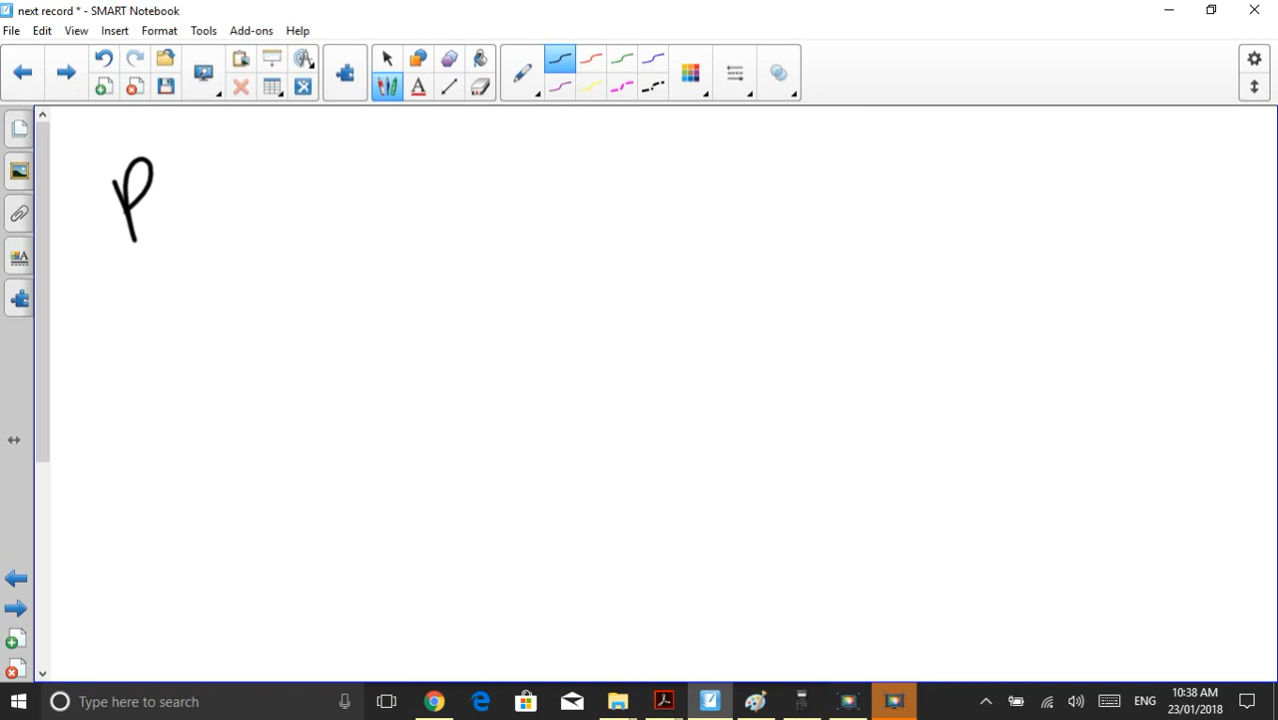 next record * - SMART Notebook
File Edit View Insert Format Tools Add-ons Help
P
Type here to search
ENG
10:38 AM
23/01/2018